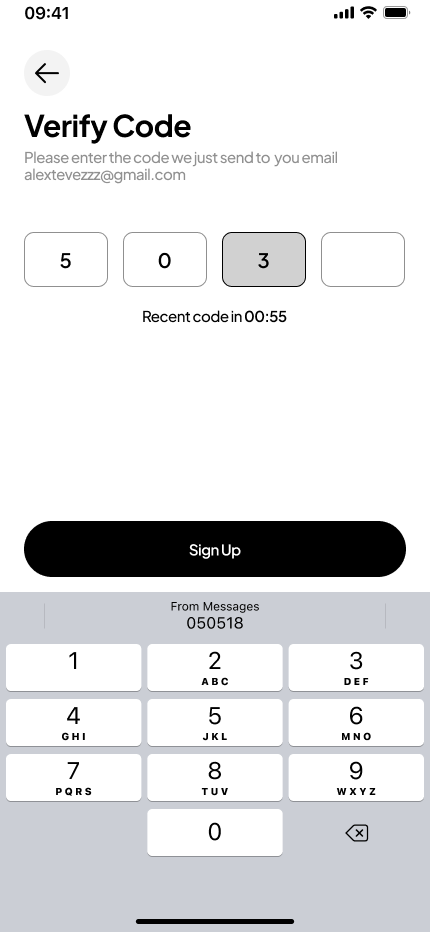 09:41
Verify Code
Please enter the code we just send to you email
alextevezzz@gmail.com
5 0 3
Recent code in 00:55
Sign Up
From Messages
050518
1 2 3
ABC DEF
4 5 6
GHI JKL MNO
7 8 9
PQRS TUV WXYZ
0